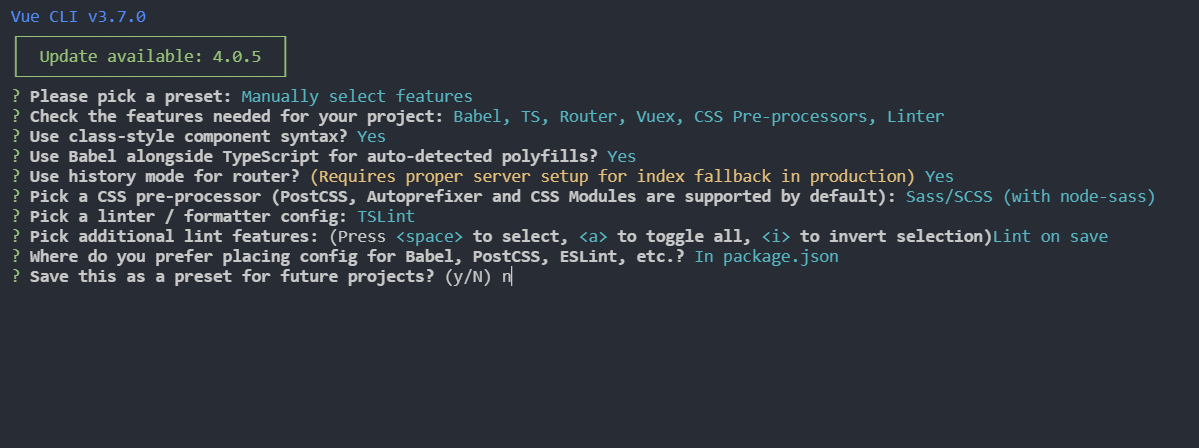 Vue CLI v3.7.0
Update available: 4.0.5
? Please pick a preset: Manually select features
? Check the features needed for your project: Babel, TS, Router, Vuex, CSS Pre-processors, Linter
? Use class-style component syntax? Yes
? Use Babel alongside TypeScript for auto-detected polyfills? Yes
? Use history mode for router? (Requires proper server setup for index fallback in production) Yes
? Pick a CSS pre-processor (PostCSS, Autoprefixer and CSS Modules are supported by default): Sass/SCSS (with node-sass)
? Pick a linter / formatter config: TSLint
? Pick additional lint features: (Press <space> to select, <a> to toggle all, <i> to invert selection)Lint on save
? Where do you prefer placing config for Babel, PostCSS, ESLint, etc.? In package.json
? Save this as a preset for future projects? (y/N) n